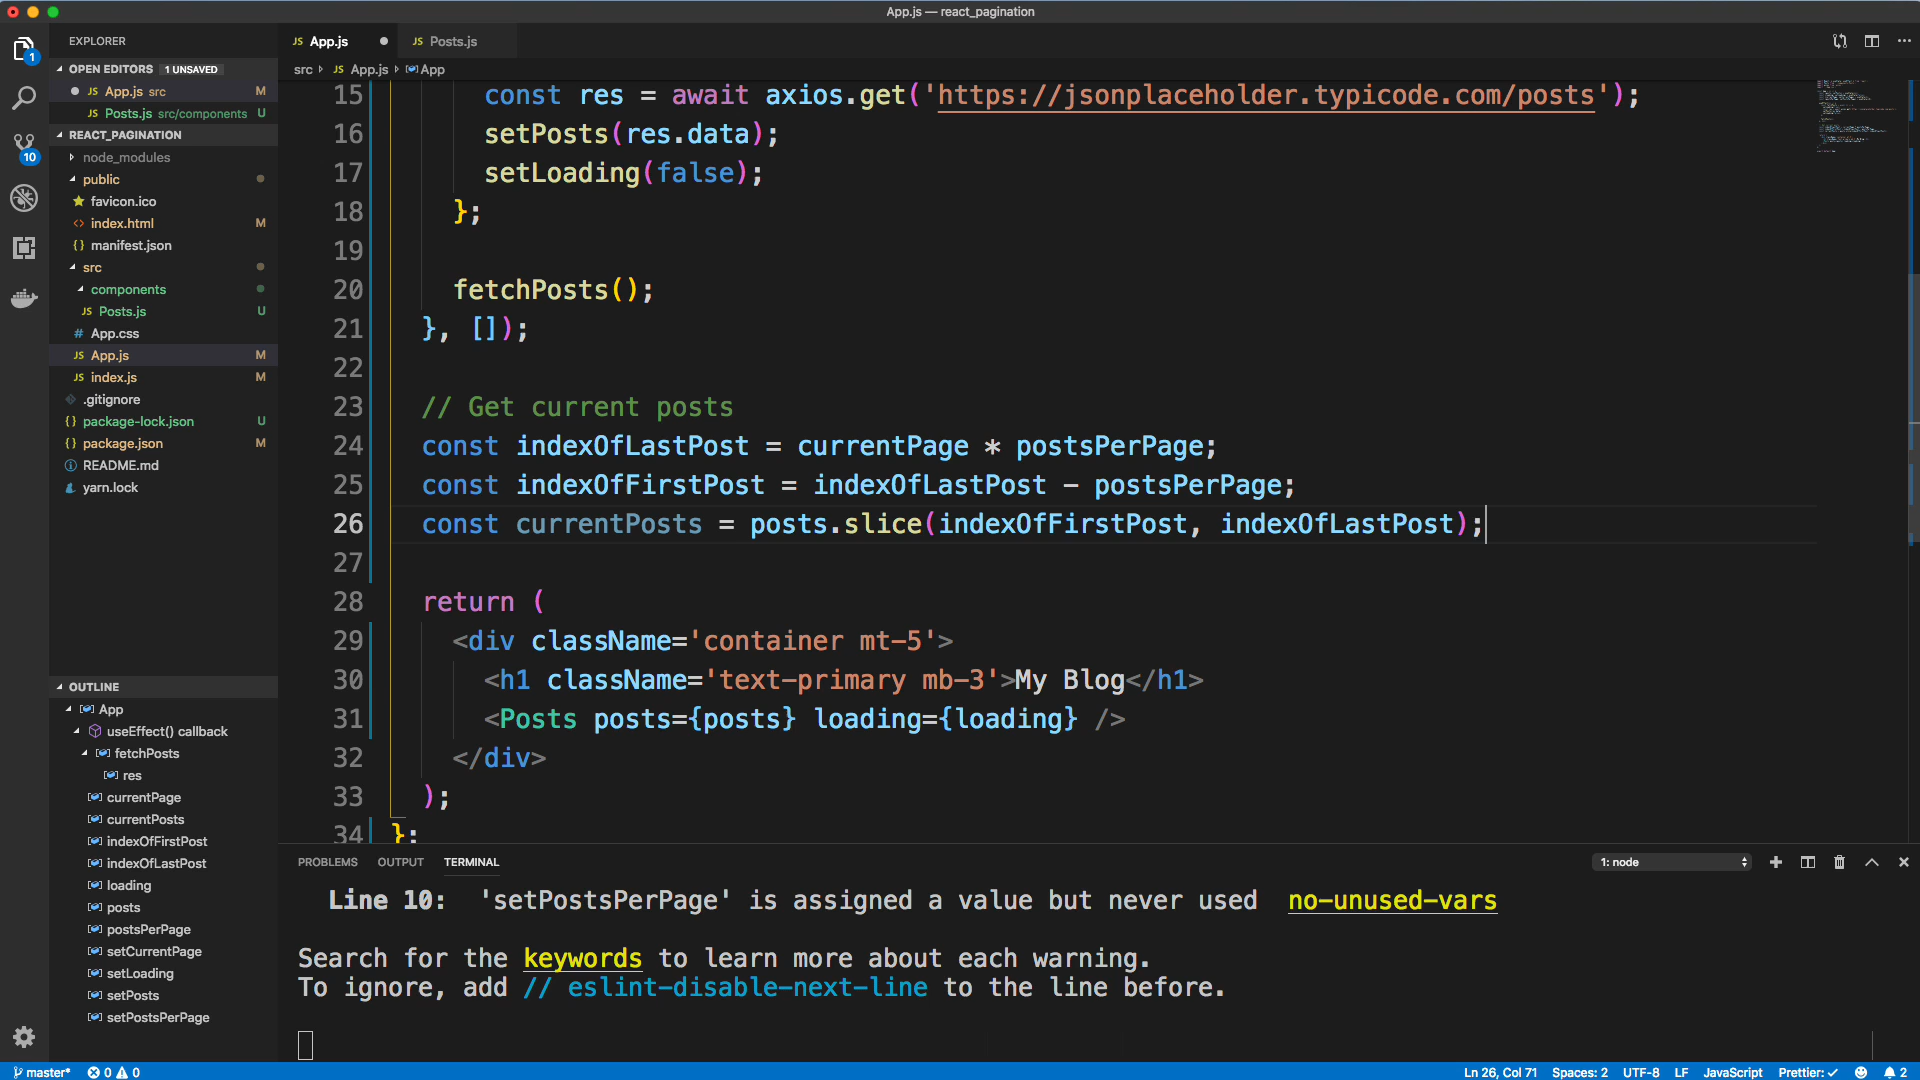 App.js — react_pagination
EXPLORER
OPEN EDITORS 1 UNSAVED
JS App.js src M
JS Posts.js src/components U
REACT_PAGINATION
node_modules
public
favicon.ico
<> index.html M
{} manifest.json
src
components
JS Posts.js U
# App.css
JS App.js M
JS index.js M
.gitignore
{} package-lock.json U
{} package.json M
README.md
yarn.lock
OUTLINE
App
useEffect() callback
fetchPosts
res
currentPage
currentPosts
indexOfFirstPost
indexOfLastPost
loading
posts
postsPerPage
setCurrentPage
setLoading
setPosts
setPostsPerPage
1
10
JS App.js
JS Posts.js
src JS App.js App
15 const res = await axios.get('https://jsonplaceholder.typicode.com/posts');
16 setPosts(res.data);
17 setLoading(false);
18 };
19
20 fetchPosts();
21 }, []);
22
23 // Get current posts
24 const indexOfLastPost = currentPage * postsPerPage;
25 const indexOfFirstPost = indexOfLastPost - postsPerPage;
26 const currentPosts = posts.slice(indexOfFirstPost, indexOfLastPost);
27
28 return (
29 <div className='container mt-5'>
30 <h1 className='text-primary mb-3'>My Blog</h1>
31 <Posts posts={posts} loading={loading} />
32 </div>
33 );
34 };
PROBLEMS OUTPUT TERMINAL 1: node
Line 10: 'setPostsPerPage' is assigned a value but never used no-unused-vars
Search for the keywords to learn more about each warning.
To ignore, add // eslint-disable-next-line to the line before.
master* 0 0 Ln 26, Col 71 Spaces: 2 UTF-8 LF JavaScript Prettier: ✓ 2